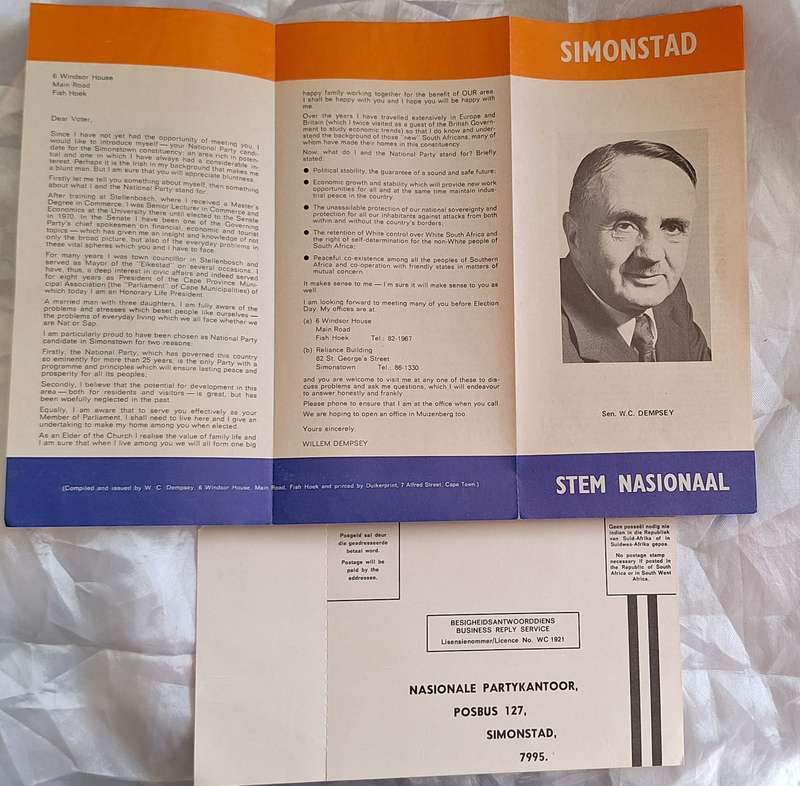 6 Windsor House
Main Road
Fish Hoek
Dear Voter,
Since I have not yet had the opportunity of meeting you, I
would like to introduce myself — your National Party candi-
date for the Simonstown constituency; an area rich in poten-
tial and one in which I have always had a considerable in-
terest. Perhaps it is the Irish in my background that makes me
a blunt man. But I am sure that you will appreciate bluntness.
Firstly let me tell you something about myself, then something
about what I and the National Party stand for.
After training at Stellenbosch, where I received a Master's
Degree in Commerce, I was Senior Lecturer in Commerce and
Economics at the University there until elected to the Senate
in 1970. In the Senate I have been one of the Governing
Party's chief spokesmen on financial, economic and tourist
topics — which has given me an insight and knowledge of not
only the broad picture, but also of the everyday problems in
these vital spheres which you and I have to face.
For many years I was town councillor in Stellenbosch and
served as Mayor of the "Eikestad" on several occasions. I
have, thus, a deep interest in civic affairs and indeed served
for eight years as President of the Cape Province Muni-
cipal Association (the "Parliament" of Cape Municipalities) of
which today I am an Honorary Life President.
A married man with three daughters, I am fully aware of the
problems and stresses which beset people like ourselves —
the problems of everyday living which we all face whether we
are Nat or Sap.
I am particularly proud to have been chosen as National Party
candidate in Simonstown for two reasons:
Firstly, the National Party, which has governed this country
so eminently for more than 25 years, is the only Party with a
programme and principles which will ensure lasting peace and
prosperity for all its peoples;
Secondly, I believe that the potential for development in this
area — both for residents and visitors — is great, but has
been woefully neglected in the past.
Equally, I am aware that to serve you effectively as your
Member of Parliament, I shall need to live here and I give an
undertaking to make my home among you when elected.
As an Elder of the Church I realise the value of family life and
I am sure that when I live among you we will all form one big
happy family working together for the benefit of OUR area.
I shall be happy with you and I hope you will be happy with
me.
Over the years I have travelled extensively in Europe and
Britain (which I twice visited as a guest of the British Govern-
ment to study economic trends) so that I do know and under-
stand the background of those "new" South Africans, many of
whom have made their homes in this constituency.
Now, what do I and the National Party stand for? Briefly
stated:
● Political stability, the guarantee of a sound and safe future;
● Economic growth and stability which will provide new work
opportunities for all and at the same time maintain indus-
trial peace in the country.
● The unassailable protection of our national sovereignty and
protection for all our inhabitants against attacks from both
within and without the country's borders;
● The retention of White control over White South Africa and
the right of self-determination for the non-White people of
South Africa;
● Peaceful co-existence among all the peoples of Southern
Africa and co-operation with friendly states in matters of
mutual concern.
It makes sense to me — I'm sure it will make sense to you as
well.
I am looking forward to meeting many of you before Election
Day. My offices are at.
(a) 6 Windsor House
Main Road
Fish Hoek Tel.: 82-1967
(b) Reliance Building
82 St. George's Street
Simonstown Tel.: 86-1330
and you are welcome to visit me at any one of these to dis-
cuss problems and ask me questions, which I will endeavour
to answer honestly and frankly.
Please phone to ensure that I am at the office when you call.
We are hoping to open an office in Muizenberg too.
Yours sincerely,
WILLEM DEMPSEY
(Compiled and issued by W. C. Dempsey, 6 Windsor House, Main Road, Fish Hoek and printed by Duikerprint, 7 Alfred Street, Cape Town.)
SIMONSTAD
Sen. W.C. DEMPSEY
STEM NASIONAAL
Posgeld sal deur
die geadresseerde
betaal word.
Postage will be
paid by the
addressee.
Geen posseël nodig nie
indien in die Republiek
van Suid-Afrika of in
Suidwes-Afrika gepos.
No postage stamp
necessary if posted in
the Republic of South
Africa or in South West
Africa.
BESIGHEIDSANTWOORDDIENS
BUSINESS REPLY SERVICE
Lisensienommer/Licence No. WC 1921
NASIONALE PARTYKANTOOR,
POSBUS 127,
SIMONSTAD,
7995.